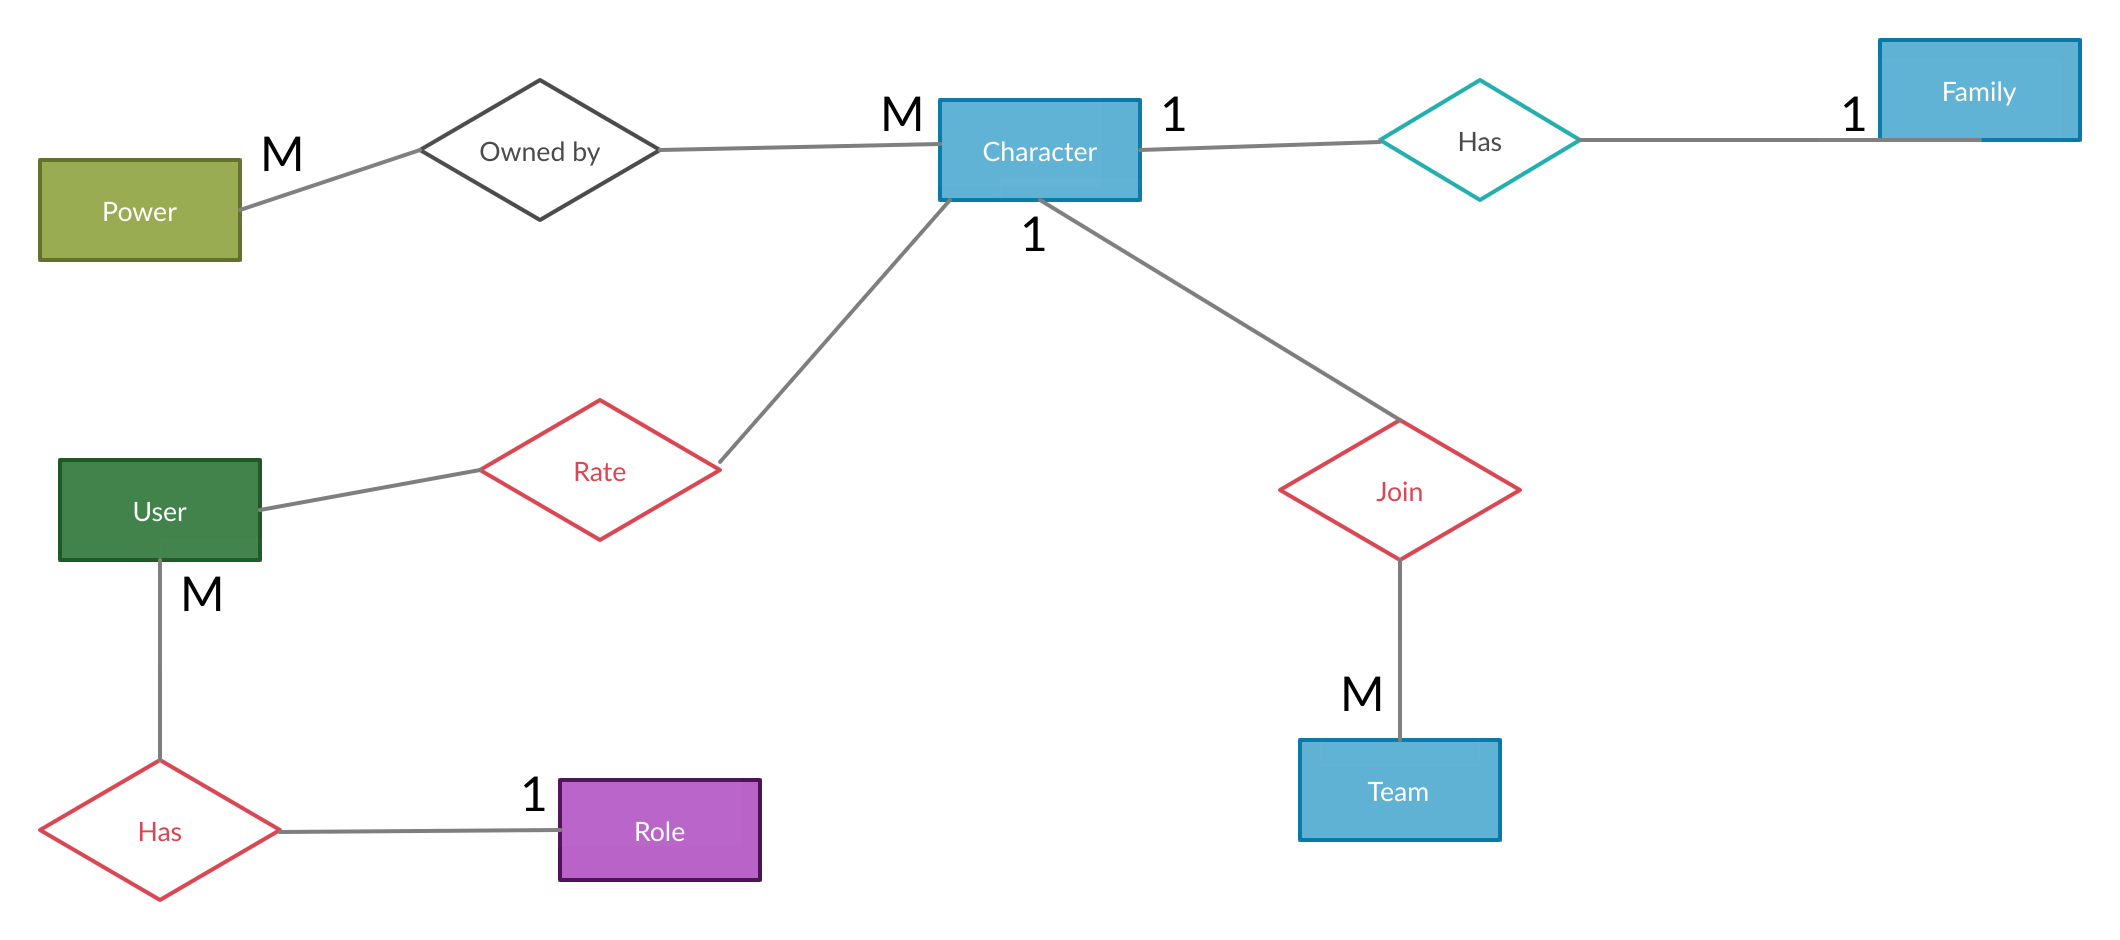 Family
M
1
1
M
Owned by
Character
Has
Power
1
Rate
Join
User
M
M
1
Team
Has
Role